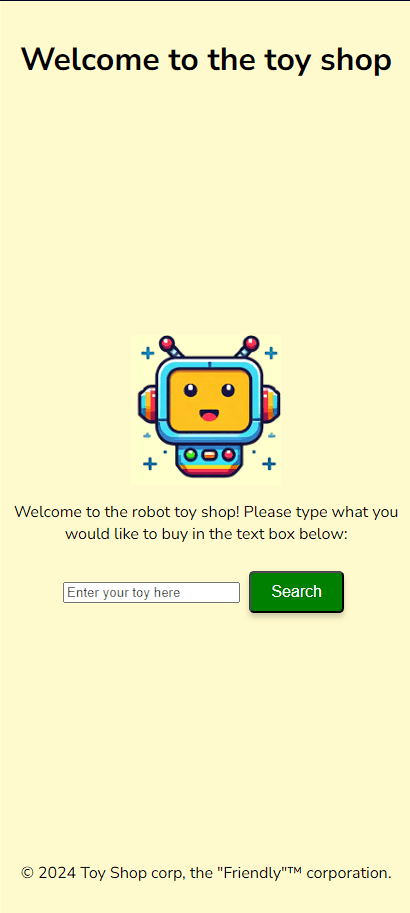 Welcome to the toy shop
Welcome to the robot toy shop! Please type what you
would like to buy in the text box below:
Enter your toy here
Search
© 2024 Toy Shop corp, the "Friendly"™ corporation.